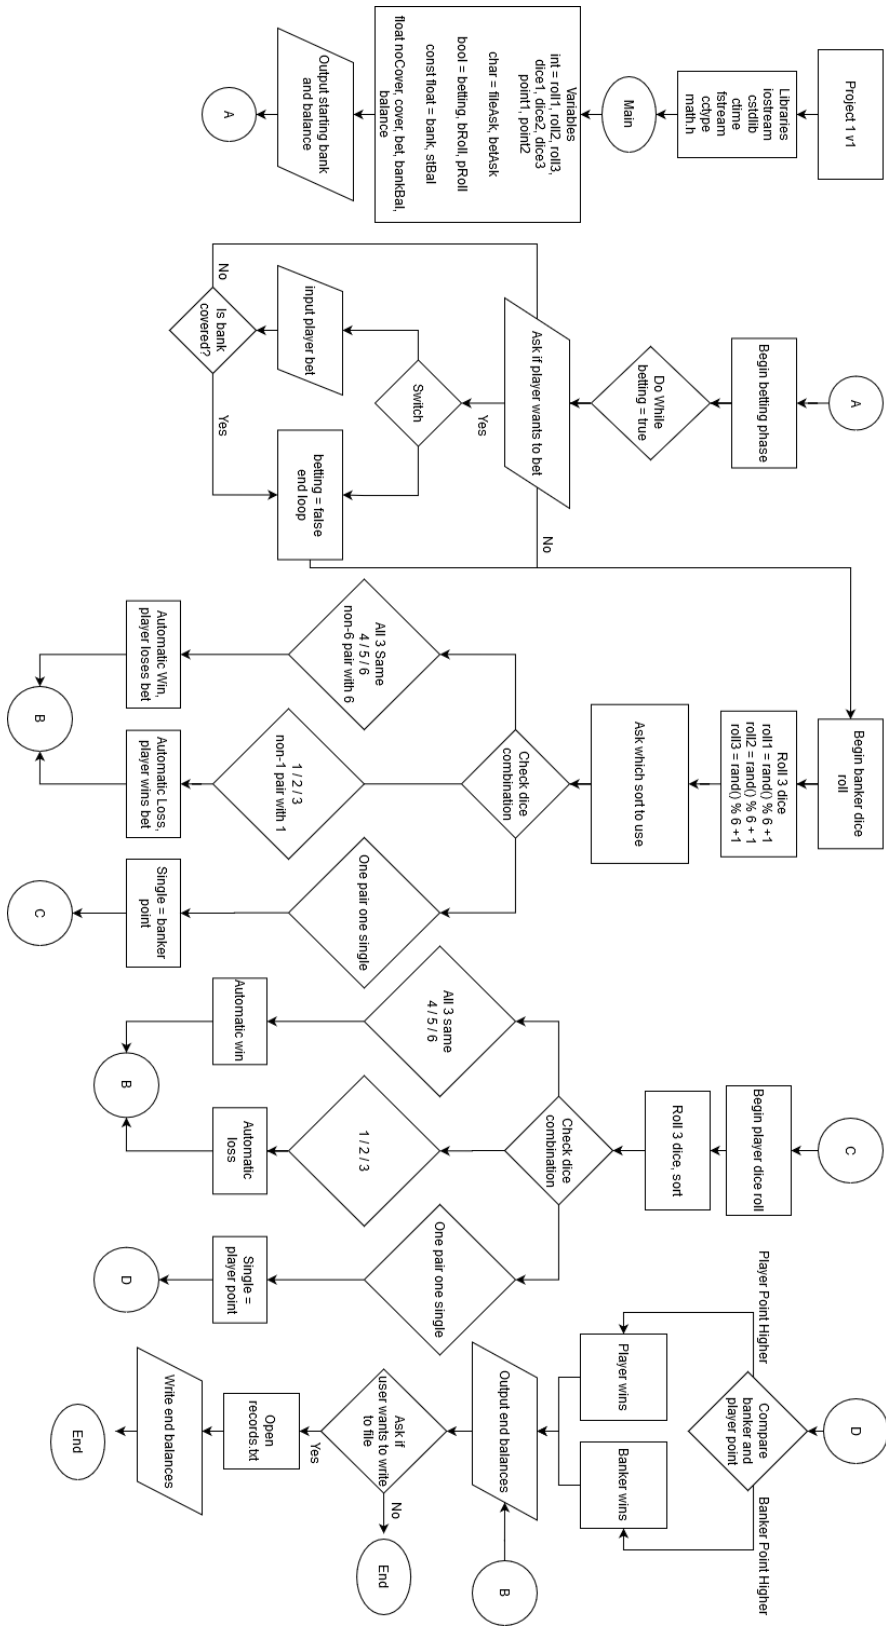 Project 1 v1
Libraries
iostream
cstdlib
ctime
fstream
cctype
math.h
Main
Variables
int = roll1, roll2, roll3,
dice1, dice2, dice3
point1, point2
char = fileAsk, betAsk
bool = betting, bRoll, pRoll
const float = bank, stBal
float noCover, cover, bet, bankBal,
balance
Output starting bank
and balance
A
A
Begin betting phase
Do While
betting = true
Ask if player wants to bet
Yes
No
Switch
input player bet
betting = false
end loop
Is bank
covered?
No
Yes
Begin banker dice
roll
Roll 3 dice
roll1 = rand() % 6 +1
roll2 = rand() % 6 + 1
roll3 = rand() % 6 +1
Ask which sort to use
Check dice
combination
All 3 Same
4 / 5 / 6
non-6 pair with 6
1 / 2 / 3
non-1 pair with 1
One pair one single
Automatic Win,
player loses bet
Automatic Loss,
player wins bet
Single = banker
point
B
C
C
Begin player dice roll
Roll 3 dice, sort
Check dice
combination
All 3 same
4 / 5 / 6
1 / 2 / 3
One pair one single
Automatic win
Automatic
loss
Single =
player point
B
D
D
Compare
banker and
player point
Player Point Higher
Banker Point Higher
Player wins
Banker wins
Output end balances
B
Ask if
user wants to write
to file
Yes
No
End
Open
records.txt
Write end balances
End